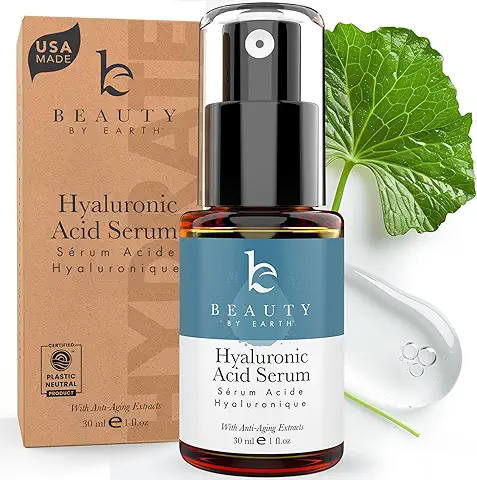 USA
MADE
BEAUTY
BY EARTH
Hyaluronic
Acid Serum
Sérum Acide
Hyaluronique
CERTIFIED
PLASTIC
NEUTRAL
PRODUCT
With Anti-Aging Extracts
30 ml e 1 fl.oz
HYDRATE
BEAUTY
BY EARTH
Hyaluronic
Acid Serum
Sérum Acide
Hyaluronique
With Anti-Aging Extracts
30 ml e 1 fl.oz